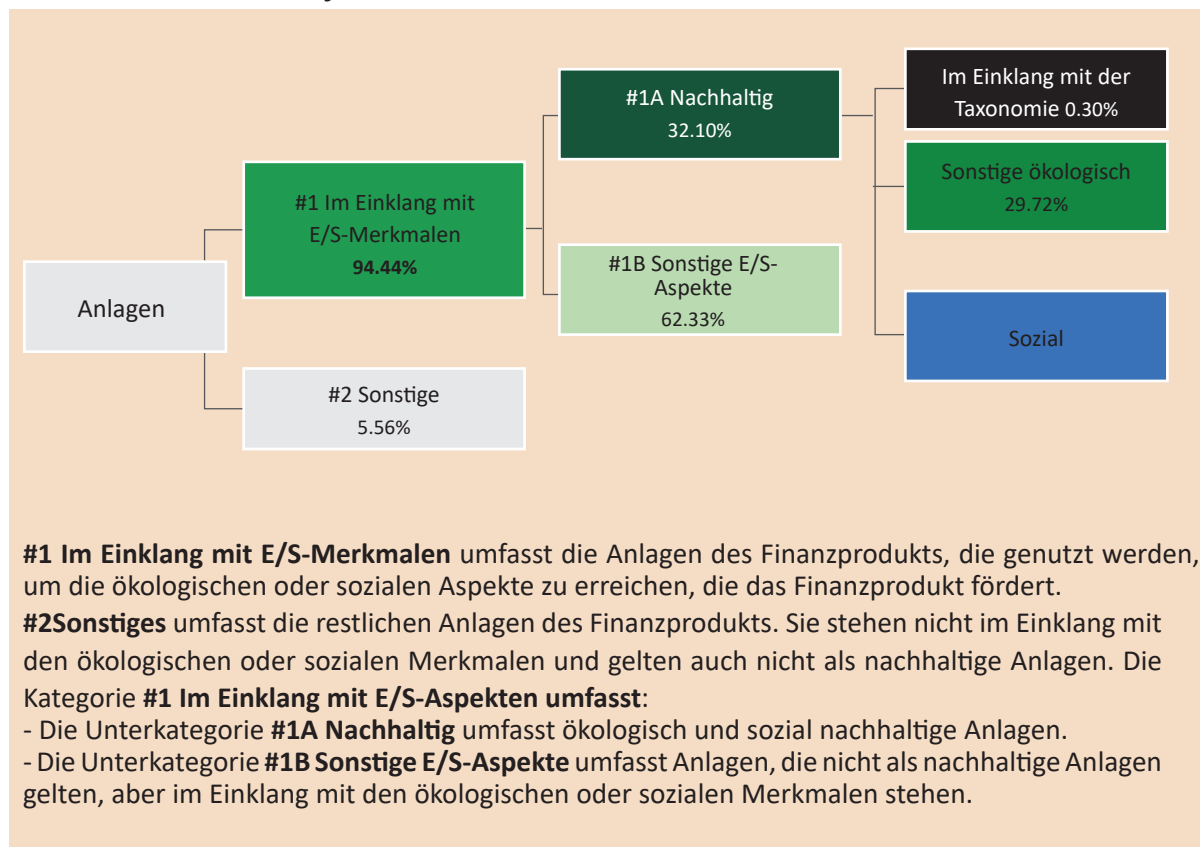 Anlagen
#1 Im Einklang mit
E/S-Merkmalen
94.44%
#2 Sonstige
5.56%
#1A Nachhaltig
32.10%
#1B Sonstige E/S-
Aspekte
62.33%
Im Einklang mit der
Taxonomie 0.30%
Sonstige ökologisch
29.72%
Sozial
#1 Im Einklang mit E/S-Merkmalen umfasst die Anlagen des Finanzprodukts, die genutzt werden,
um die ökologischen oder sozialen Aspekte zu erreichen, die das Finanzprodukt fördert.
#2Sonstiges umfasst die restlichen Anlagen des Finanzprodukts. Sie stehen nicht im Einklang mit
den ökologischen oder sozialen Merkmalen und gelten auch nicht als nachhaltige Anlagen. Die
Kategorie #1 Im Einklang mit E/S-Aspekten umfasst:
- Die Unterkategorie #1A Nachhaltig umfasst ökologisch und sozial nachhaltige Anlagen.
- Die Unterkategorie #1B Sonstige E/S-Aspekte umfasst Anlagen, die nicht als nachhaltige Anlagen
gelten, aber im Einklang mit den ökologischen oder sozialen Merkmalen stehen.